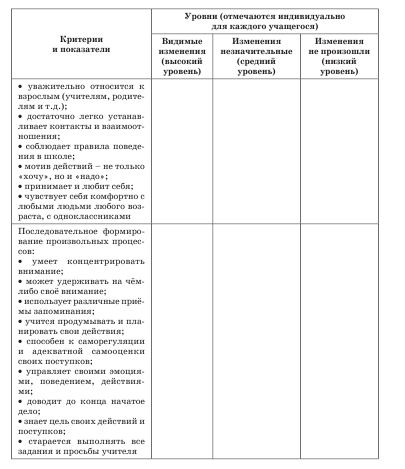 Критерии
и показатели
Уровни (отмечаются индивидуально
для каждого учащегося)
Видимые
изменения
(высокий
уровень)
Изменения
незначительные
(средний
уровень)
Изменения
не произошли
(низкий
уровень)
• уважительно относится к
взрослым (учителям, родите-
лям и т.д.);
• достаточно легко устанав-
ливает контакты и взаимоот-
ношения;
• соблюдает правила поведе-
ния в школе;
• мотив действий – не только
«хочу», но и «надо»;
• принимает и любит себя;
• чувствует себя комфортно с
любыми людьми любого воз-
раста, с одноклассниками
Последовательное формиро-
вание произвольных процес-
сов:
• умеет концентрировать
внимание;
• может удерживать на чём-
либо своё внимание;
• использует различные приё-
мы запоминания;
• учится продумывать и пла-
нировать свои действия;
• способен к саморегуляции
и адекватной самооценки
своих поступков;
• управляет своими эмоция-
ми, поведением, действия-
ми;
• доводит до конца начатое
дело;
• знает цель своих действий и
поступков;
• старается выполнять все
задания и просьбы учителя